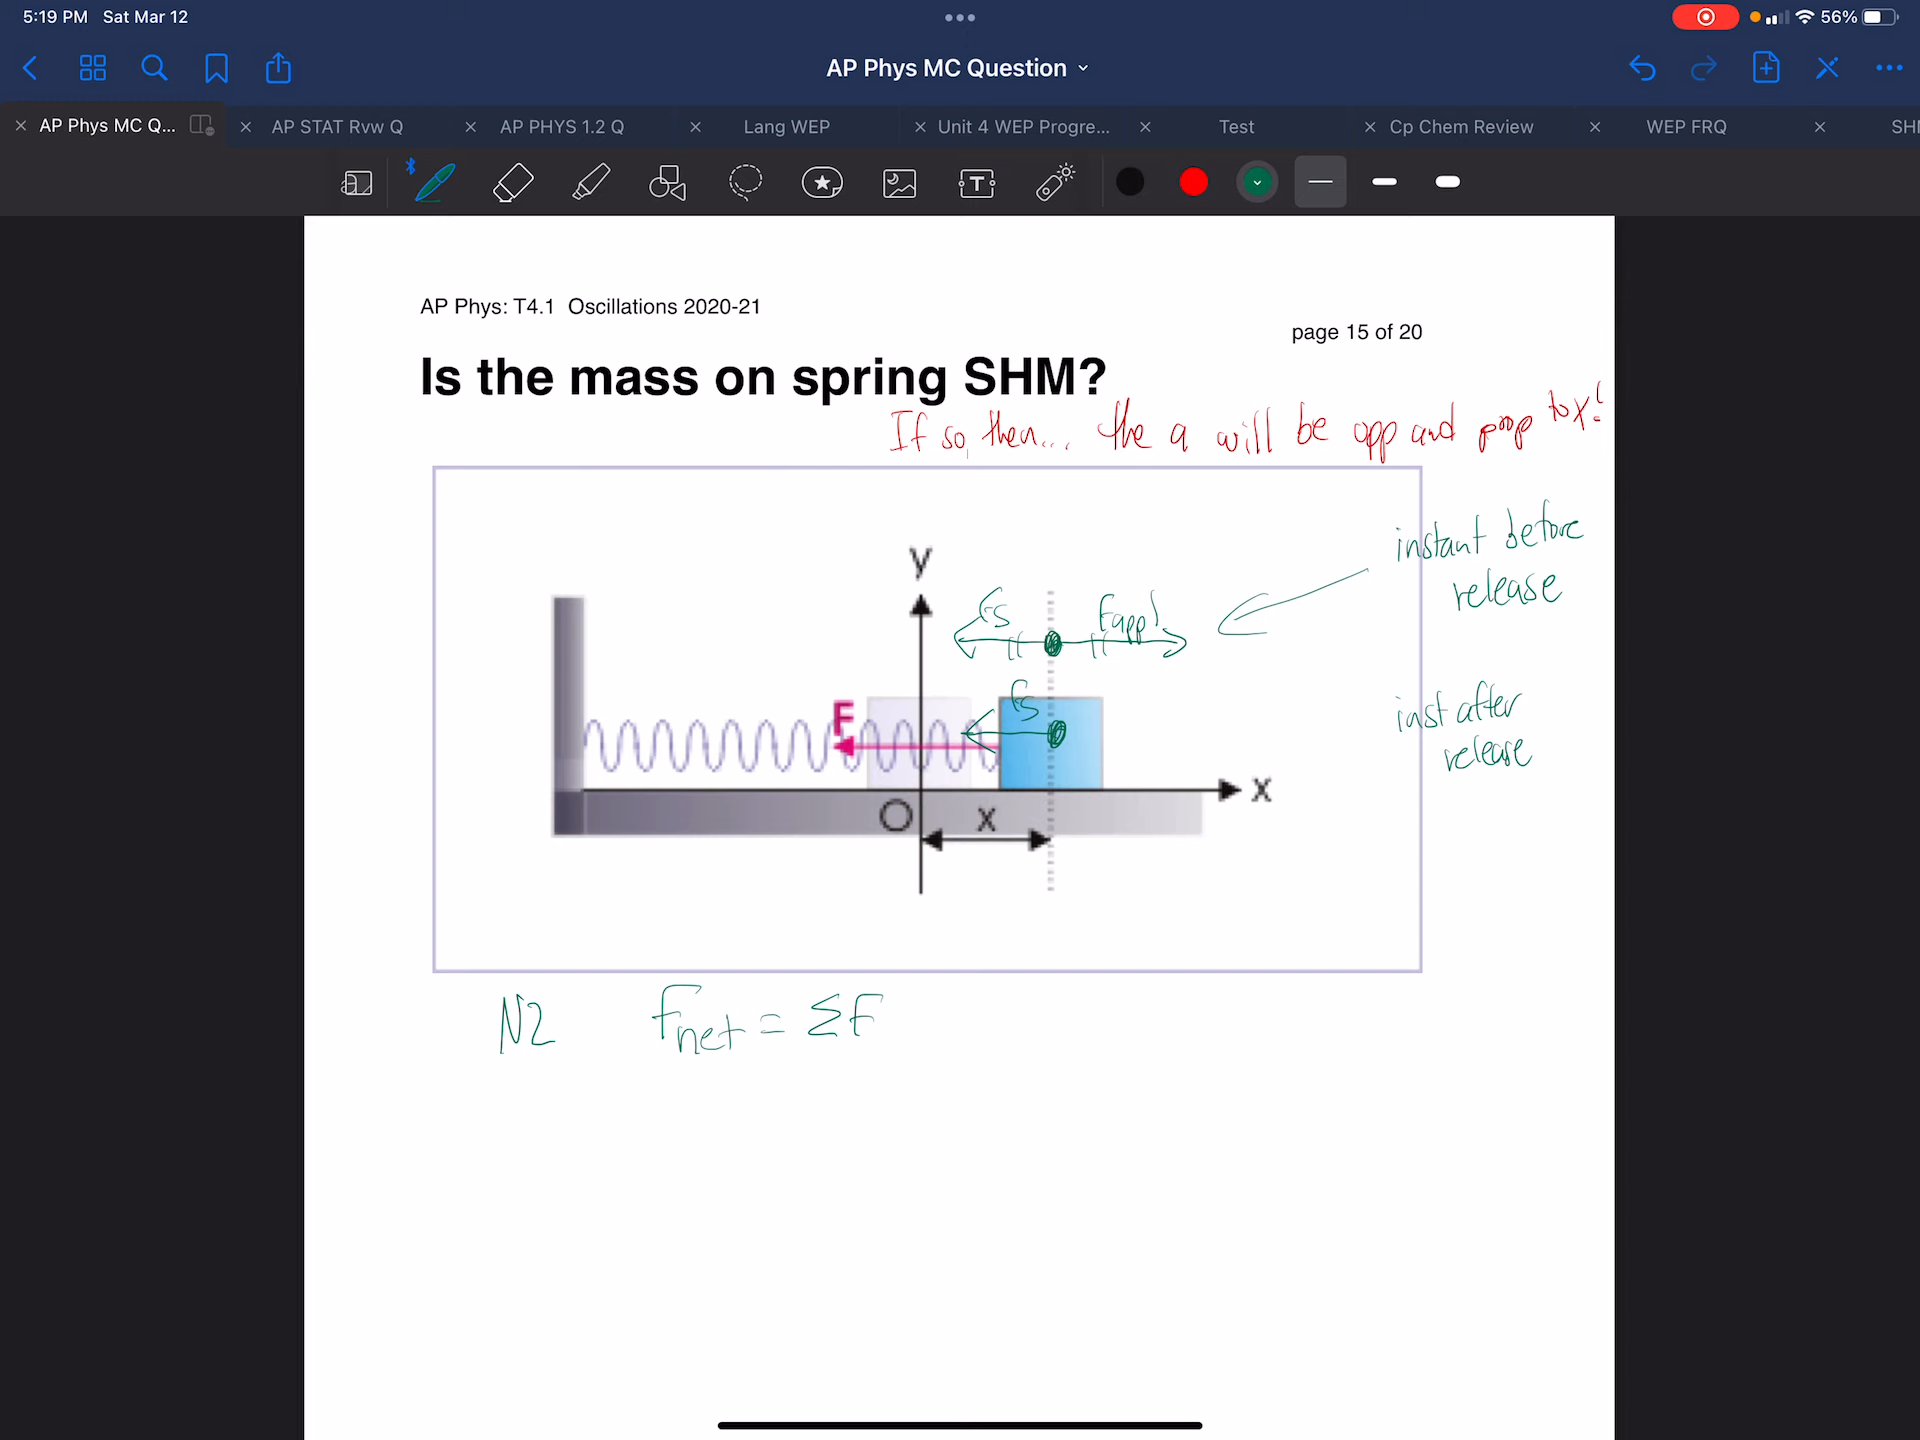 5:19 PM Sat Mar 12
56%
AP Phys MC Question
AP Phys MC Q...
AP STAT Rvw Q
AP PHYS 1.2 Q
Lang WEP
Unit 4 WEP Progre...
Test
Cp Chem Review
WEP FRQ
T
AP Phys: T4.1 Oscillations 2020-21
page 15 of 20
Is the mass on spring SHM?
If so, then... the a will be opp and prop to x!
instant before
release
y
Fs
Fappl
Fs
F
inst after
release
x
O
x
N2 Fnet = ΣF